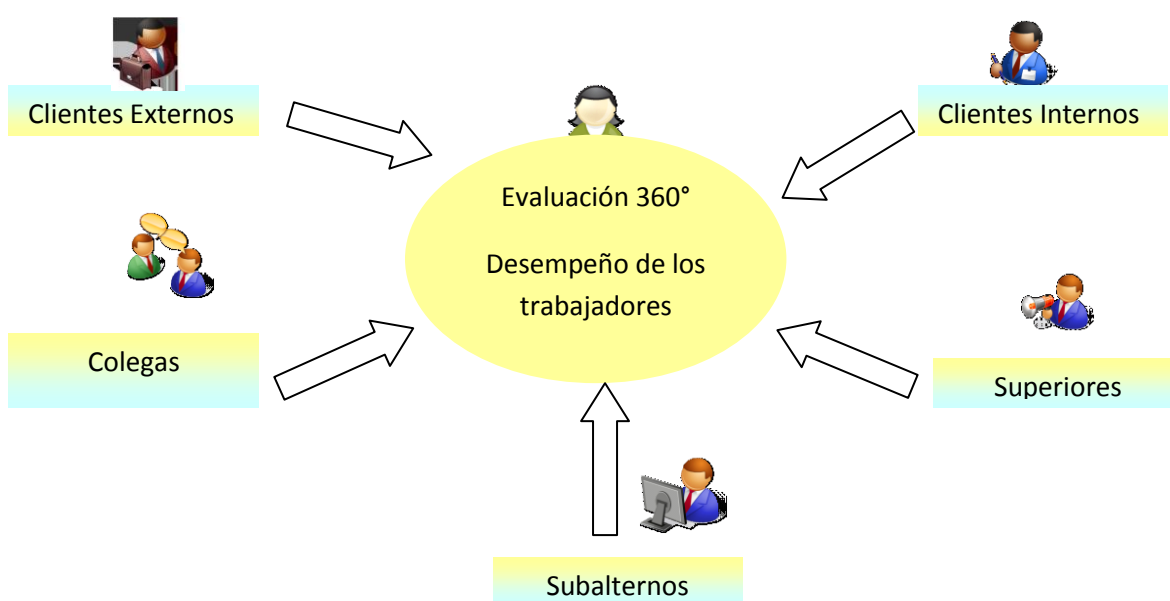 Clientes Externos
Clientes Internos
Evaluación 360°
Desempeño de los
trabajadores
Colegas
Superiores
Subalternos